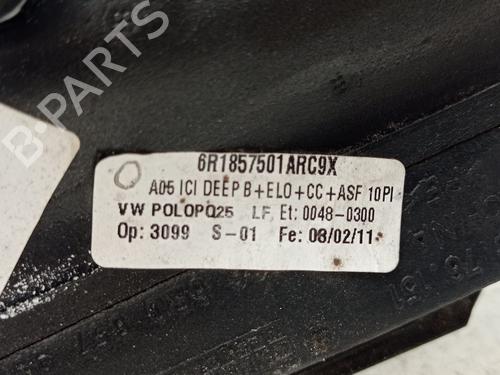 B-PARTS
6R1857501ARC9X
A05 ICI DEEP B+ELO+CC+ASF 10PI
VW POLOPQ25 LF, Et: 0048-0300
Op: 3099 S-01 Fe: 03/02/11